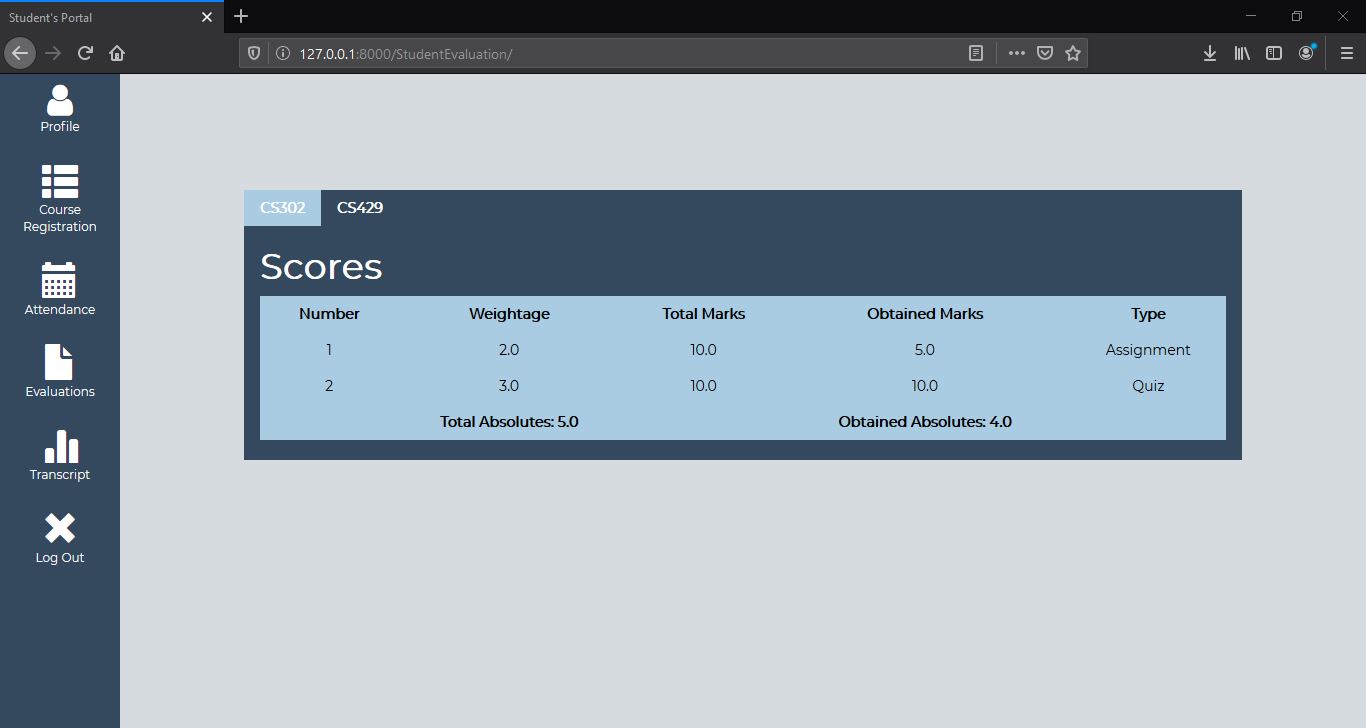 Student's Portal
127.0.0.1:8000/StudentEvaluation/
Profile
Course
Registration
Attendance
Evaluations
Transcript
Log Out
CS302 CS429
Scores
Number Weightage Total Marks Obtained Marks Type
1 2.0 10.0 5.0 Assignment
2 3.0 10.0 10.0 Quiz
Total Absolutes: 5.0 Obtained Absolutes: 4.0